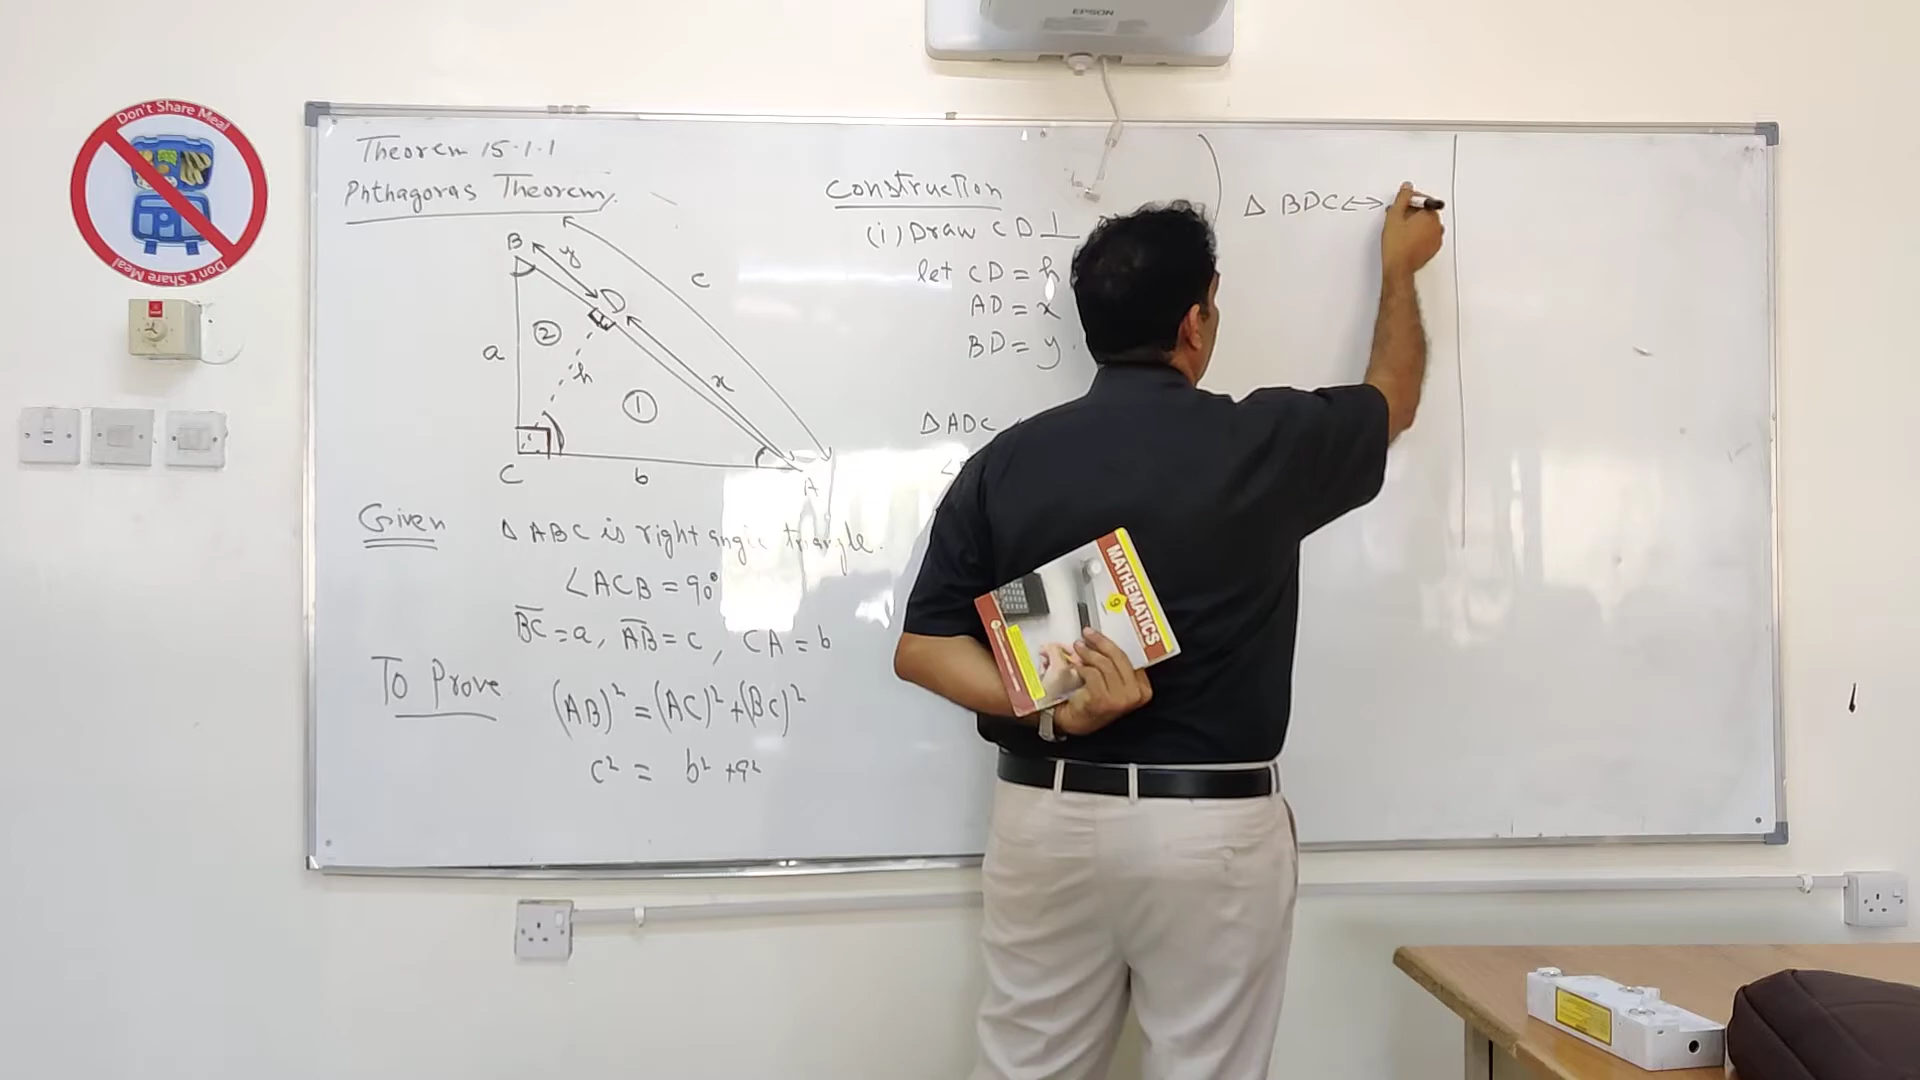 EPSON
Don't Share Meal
Don't Share Meal
Theorem 15.1.1
Phthagoras Theorem.
B
y
D
c
a
2
h
x
1
C
b
A
Given
Δ ABC is right angle triangle.
∠ACB = 90°
BC = a, AB = c, CA = b
To Prove
(AB)² = (AC)² + (BC)²
c² = b² + a²
Construction
(i) Draw CD ⊥
let CD = h
AD = x
BD = y.
Δ ADC
Δ BDC ↔
MATHEMATICS
9